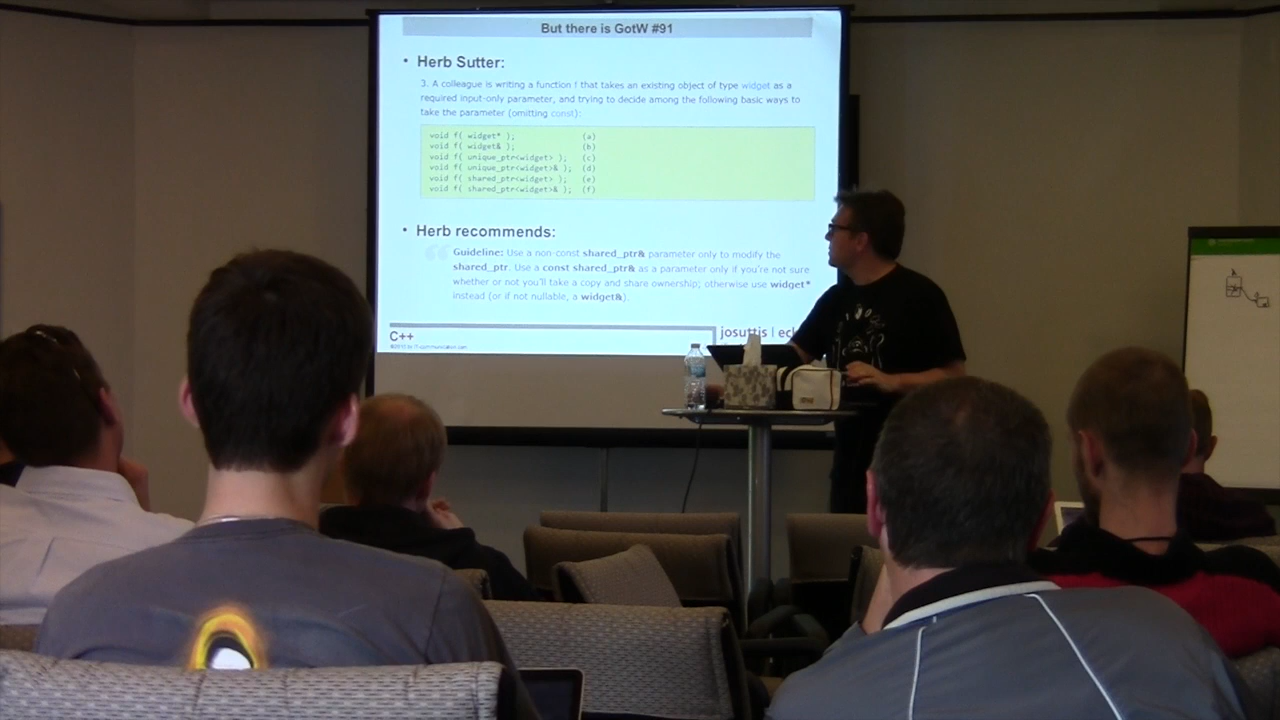 But there is GotW #91
• Herb Sutter:
3. A colleague is writing a function f that takes an existing object of type widget as a
required input-only parameter, and trying to decide among the following basic ways to
take the parameter (omitting const):
void f( widget* ); (a)
void f( widget& ); (b)
void f( unique_ptr<widget> ); (c)
void f( unique_ptr<widget>& ); (d)
void f( shared_ptr<widget> ); (e)
void f( shared_ptr<widget>& ); (f)
• Herb recommends:
“ Guideline: Use a non-const shared_ptr& parameter only to modify the
shared_ptr. Use a const shared_ptr& as a parameter only if you're not sure
whether or not you'll take a copy and share ownership; otherwise use widget*
instead (or if not nullable, a widget&).
C++
josuttis | eck